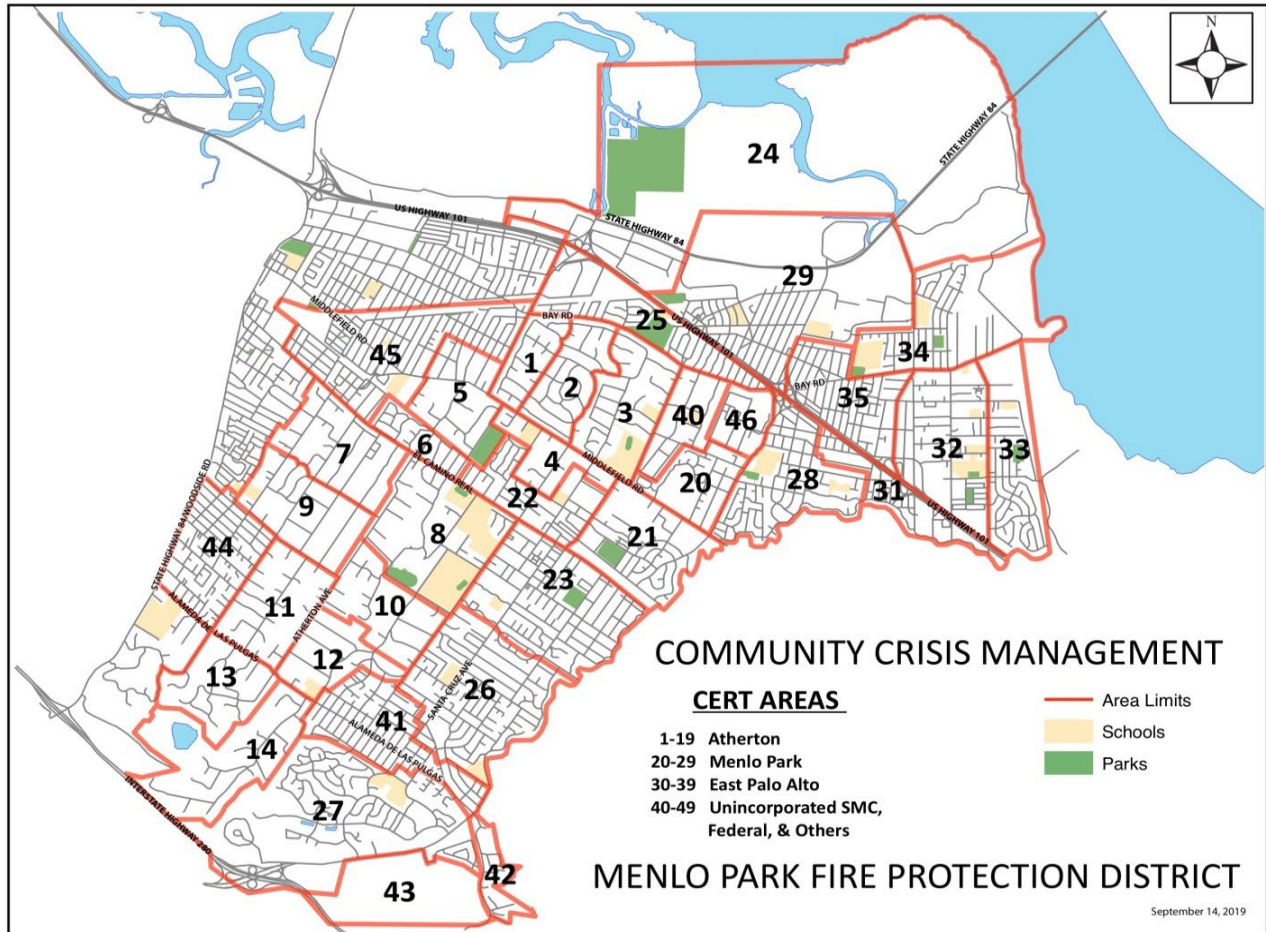 N
24
STATE HIGHWAY 84
US HIGHWAY 101
STATE HIGHWAY 84
29
MIDDLEFIELD RD
BAY RD
25
US HIGHWAY 101
45
1
34
5
2
BAY RD
35
3
40
46
6
7
4
MIDDLEFIELD RD
32
33
EL CAMINO REAL
20
28
31
STATE HIGHWAY 84/WOODSIDE RD
9
22
US HIGHWAY 101
8
21
44
23
ALAMEDA DE LAS PULGAS
11
ATHERTON AVE
10
12
13
SANTA CRUZ AVE
26
41
ALAMEDA DE LAS PULGAS
14
INTERSTATE HIGHWAY 280
27
42
43
COMMUNITY CRISIS MANAGEMENT
CERT AREAS
1-19 Atherton
20-29 Menlo Park
30-39 East Palo Alto
40-49 Unincorporated SMC,
Federal, & Others
Area Limits
Schools
Parks
MENLO PARK FIRE PROTECTION DISTRICT
September 14, 2019